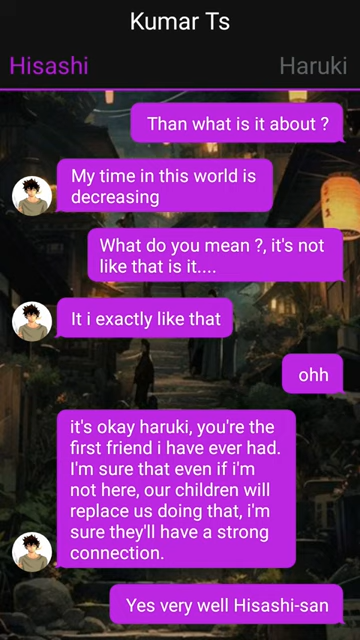 Kumar Ts
Hisashi
Haruki
Than what is it about ?
My time in this world is
decreasing
What do you mean ?, it's not
like that is it....
It i exactly like that
ohh
it's okay haruki, you're the
first friend i have ever had.
I'm sure that even if i'm
not here, our children will
replace us doing that, i'm
sure they'll have a strong
connection.
Yes very well Hisashi-san